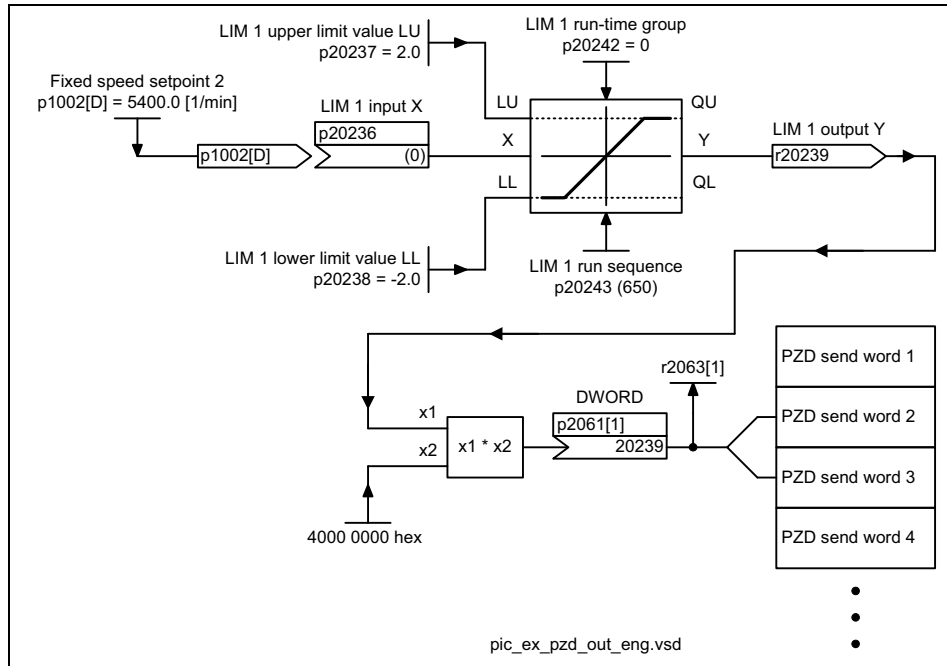 LIM 1 upper limit value LU
p20237 = 2.0
LIM 1 run-time group
p20242 = 0
Fixed speed setpoint 2
p1002[D] = 5400.0 [1/min]
LIM 1 input X
p20236
(0)
p1002[D]
LU
X
LL
QU
Y
QL
LIM 1 output Y
r20239
LIM 1 lower limit value LL
p20238 = -2.0
LIM 1 run sequence
p20243 (650)
r2063[1]
DWORD
p2061[1]
20239
x1
x2
x1 * x2
4000 0000 hex
PZD send word 1
PZD send word 2
PZD send word 3
PZD send word 4
pic_ex_pzd_out_eng.vsd